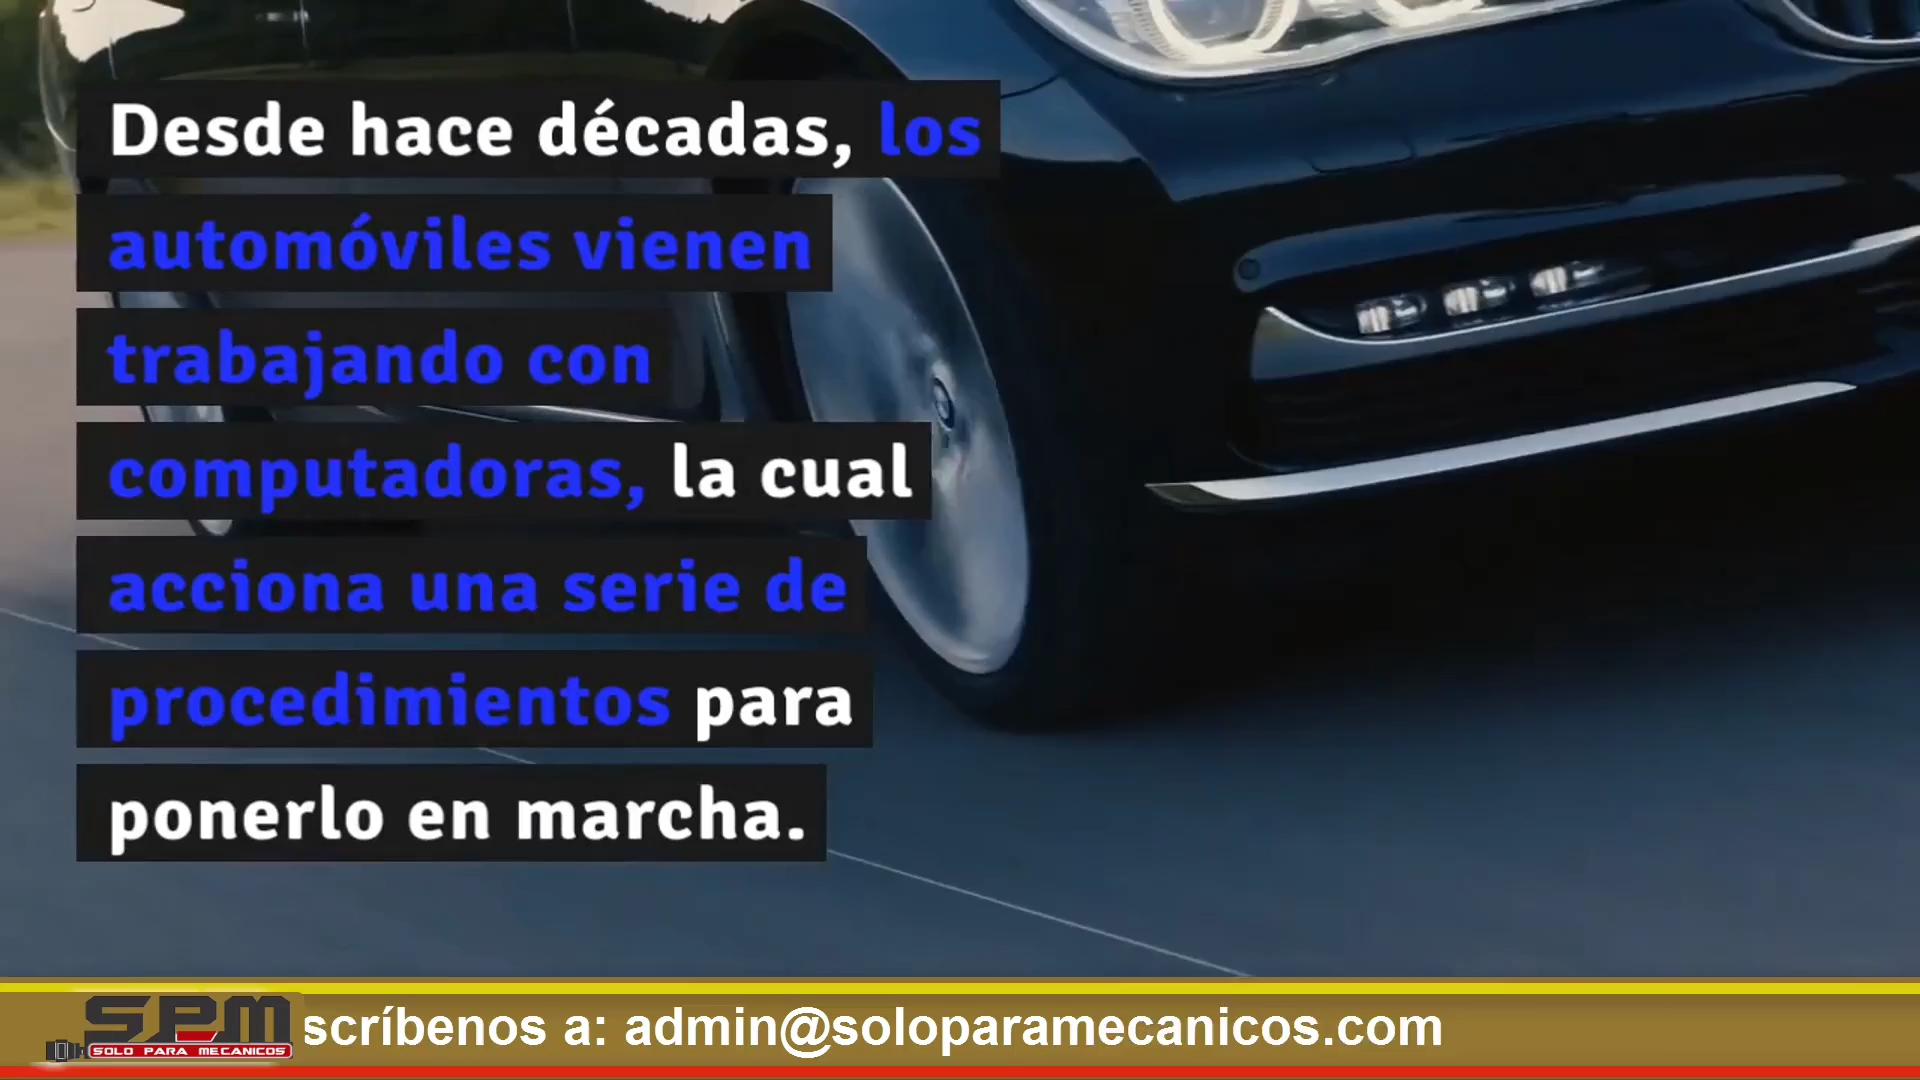 Desde hace décadas, los
automóviles vienen
trabajando con
computadoras, la cual
acciona una serie de
procedimientos para
ponerlo en marcha.
SPM
SOLO PARA MECANICOS
scríbenos a: admin@soloparamecanicos.com